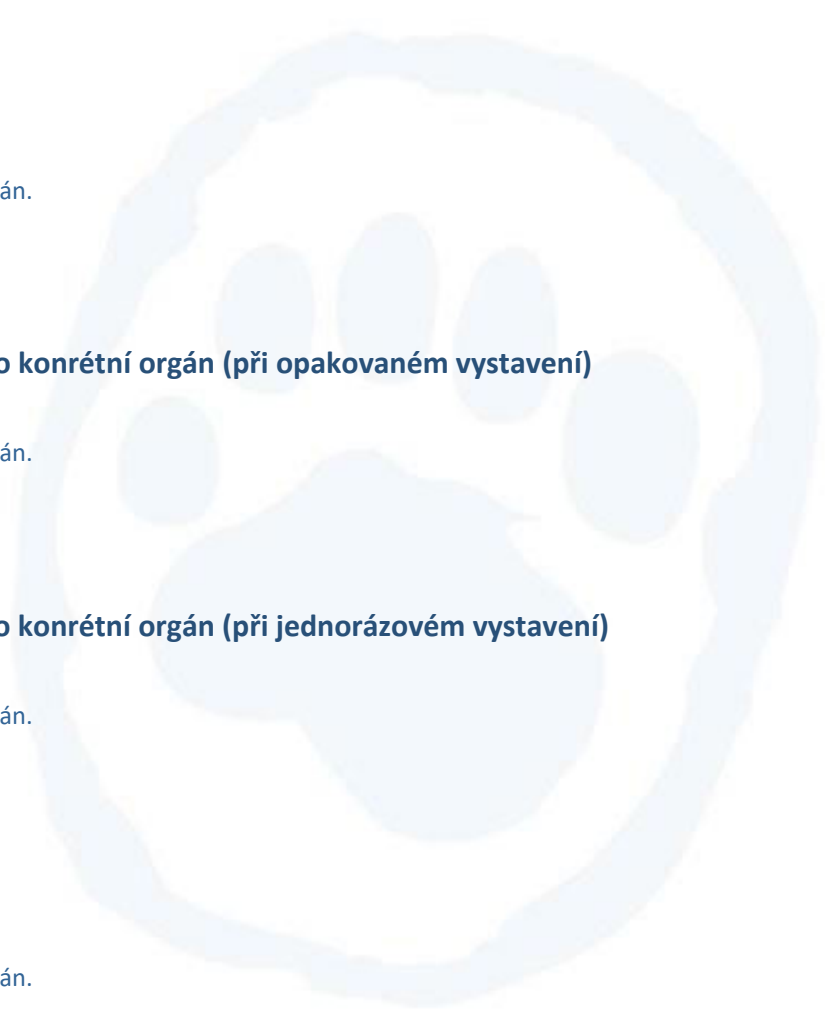 án.
o konrétní orgán (při opakovaném vystavení)
án.
o konrétní orgán (při jednorázovém vystavení)
án.
án.